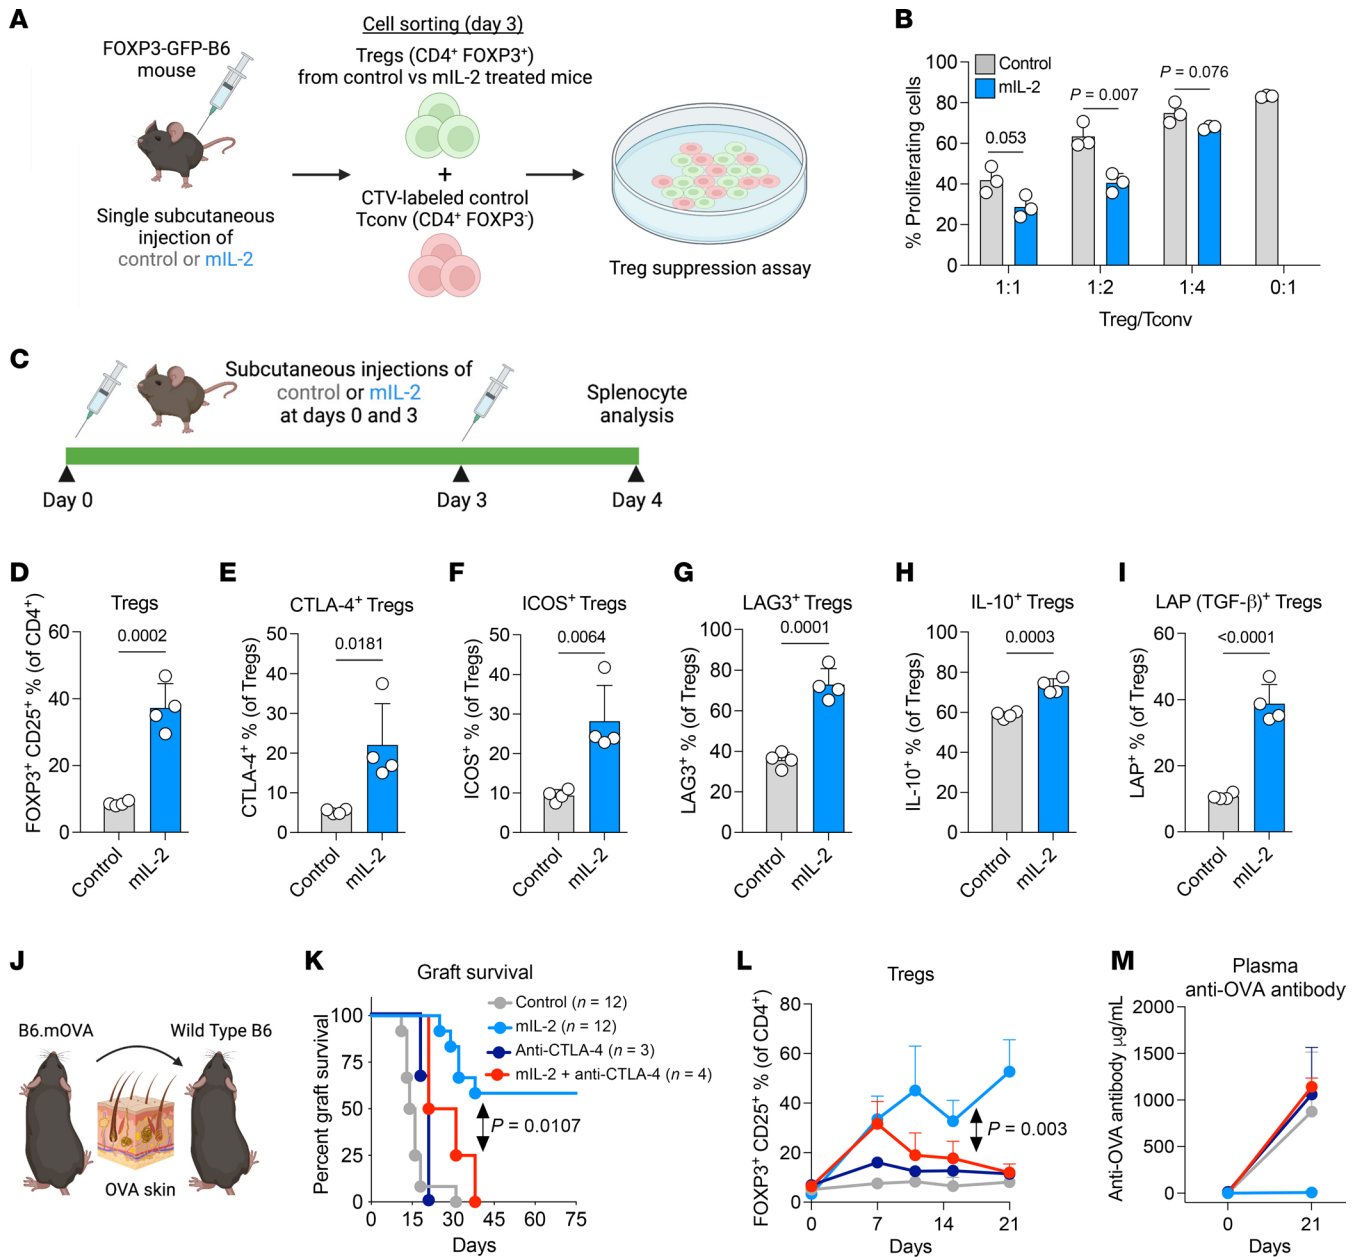 A
FOXP3-GFP-B6
mouse
Single subcutaneous
injection of
control or mIL-2
Cell sorting (day 3)
Tregs (CD4⁺ FOXP3⁺)
from control vs mIL-2 treated mice
+
CTV-labeled control
Tconv (CD4⁺ FOXP3⁻)
Treg suppression assay
B
% Proliferating cells
100
80
60
40
20
0
Control
mIL-2
0.053
P = 0.007
P = 0.076
1:1
1:2
1:4
0:1
Treg/Tconv
C
Subcutaneous injections of
control or mIL-2
at days 0 and 3
Splenocyte
analysis
Day 0
Day 3
Day 4
D
Tregs
FOXP3⁺ CD25⁺ % (of CD4⁺)
60
40
20
0
0.0002
Control
mIL-2
E
CTLA-4⁺ Tregs
CTLA-4⁺ % (of Tregs)
50
40
30
20
10
0
0.0181
Control
mIL-2
F
ICOS⁺ Tregs
ICOS⁺ % (of Tregs)
50
40
30
20
10
0
0.0064
Control
mIL-2
G
LAG3⁺ Tregs
LAG3⁺ % (of Tregs)
100
80
60
40
20
0
0.0001
Control
mIL-2
H
IL-10⁺ Tregs
IL-10⁺ % (of Tregs)
100
80
60
40
20
0
0.0003
Control
mIL-2
I
LAP (TGF-β)⁺ Tregs
LAP⁺ % (of Tregs)
60
40
20
0
<0.0001
Control
mIL-2
J
B6.mOVA
Wild Type B6
OVA skin
K
Graft survival
Percent graft survival
100
75
50
25
0
Control (n = 12)
mIL-2 (n = 12)
Anti-CTLA-4 (n = 3)
mIL-2 + anti-CTLA-4 (n = 4)
P = 0.0107
0
15
30
45
60
75
Days
L
Tregs
FOXP3⁺ CD25⁺ % (of CD4⁺)
80
60
40
20
0
P = 0.003
0
7
14
21
Days
M
Plasma
anti-OVA antibody
Anti-OVA antibody µg/mL
2000
1500
1000
500
0
0
21
Days